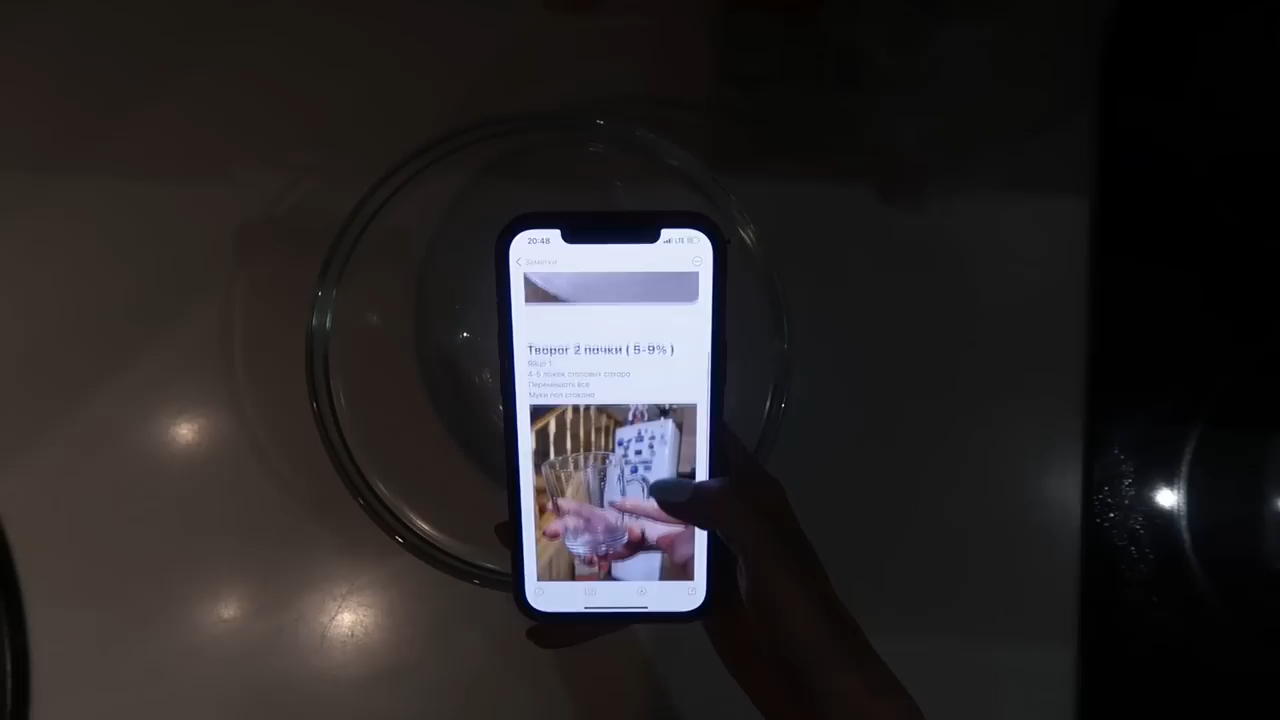 20:48 LTE
Заметки
Творог 2 пачки ( 5-9% )
Яйцо 1
4-5 ложек столовых сахара
Перемешать все
Муки пол стакана